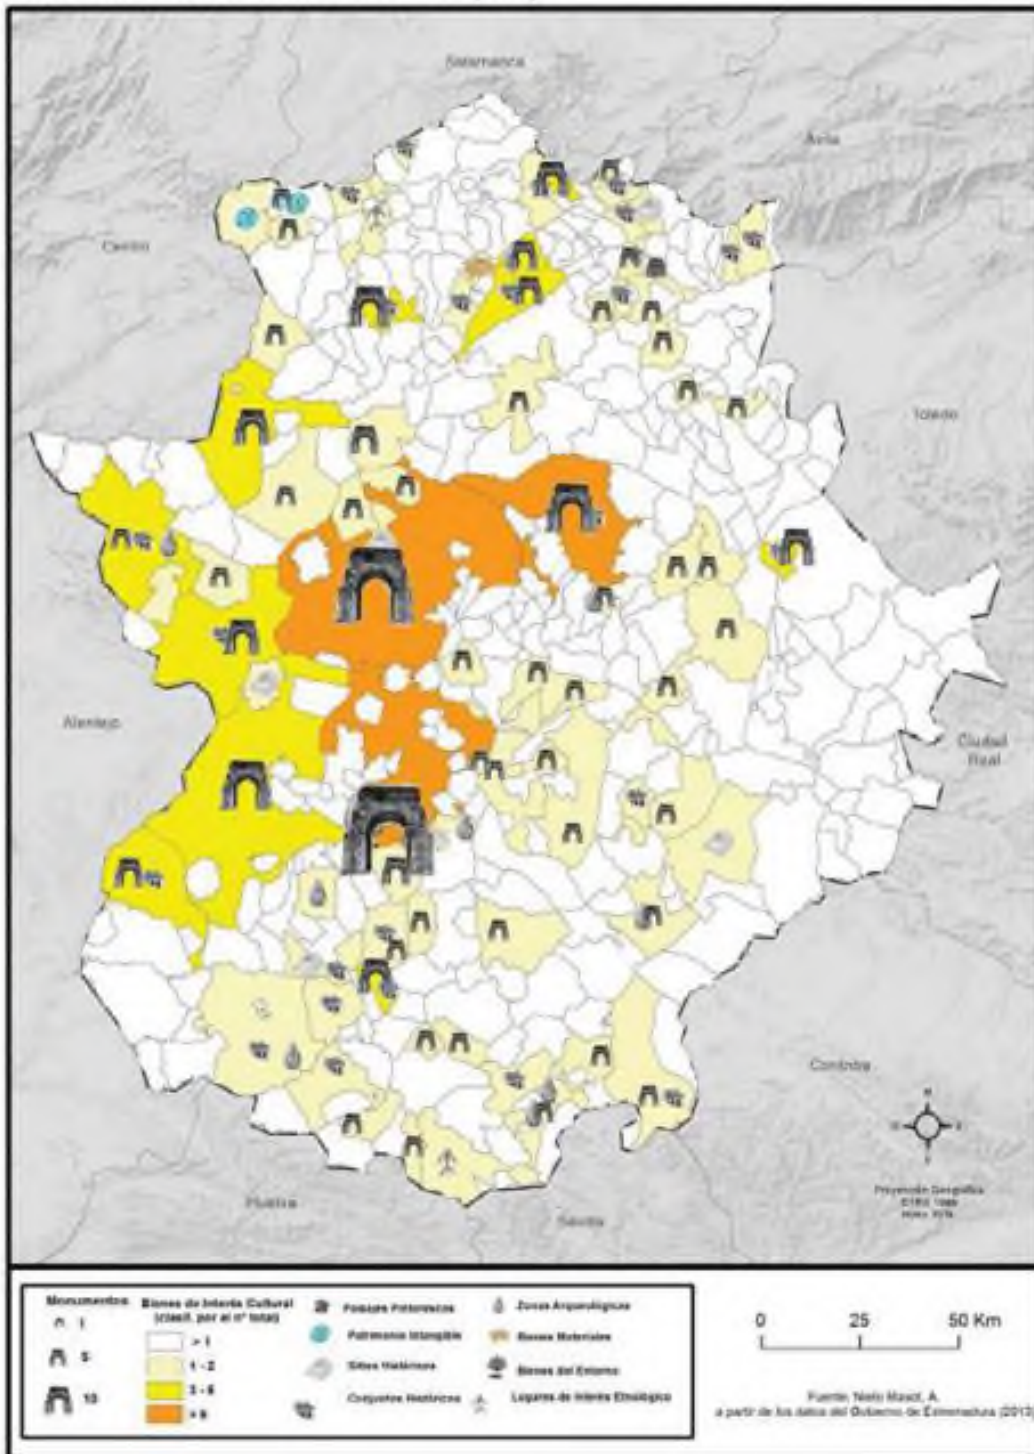 Salamanca
Ávila
Centro
Toledo
Alentejo
Ciudad
Real
Córdoba
Huelva
Sevilla
N
Proyección Geográfica
Monumentos
1
5
10
Bienes de Interés Cultural
(clasif. por el nº total)
> 1
1 - 2
3 - 5
> 5
Paisajes Pintorescos
Patrimonio Intangible
Sitios Históricos
Conjuntos Históricos
Zonas Arqueológicas
Bienes Materiales
Bienes del Entorno
Lugares de Interés Etnológico
0 25 50 Km
Fuente: Nieto Masot, A.
a partir de los datos del Gobierno de Extremadura (2013)